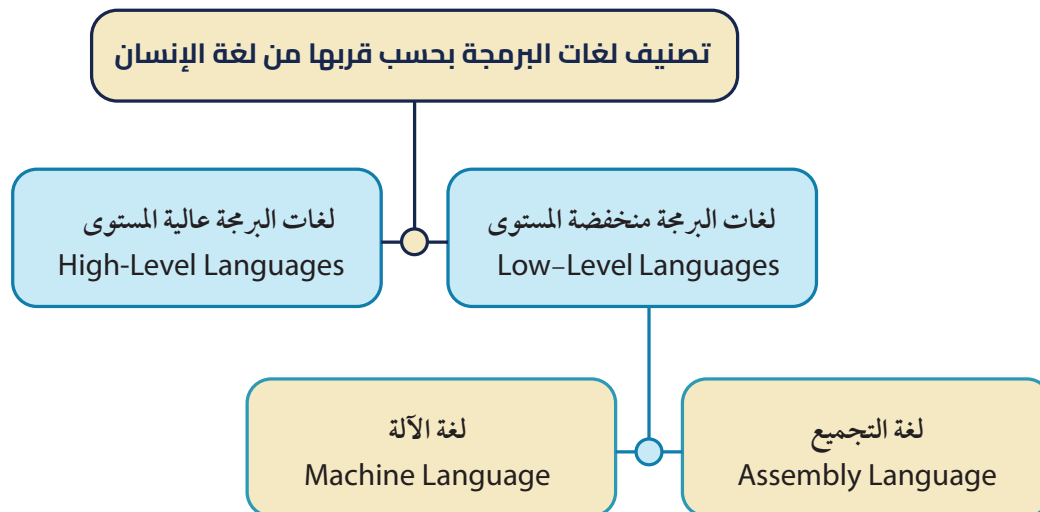 تصنيف لغات البرمجة بحسب قربها من لغة الإنسان
لغات البرمجة منخفضة المستوى
Low-Level Languages
لغات البرمجة عالية المستوى
High-Level Languages
لغة التجميع
Assembly Language
لغة الآلة
Machine Language